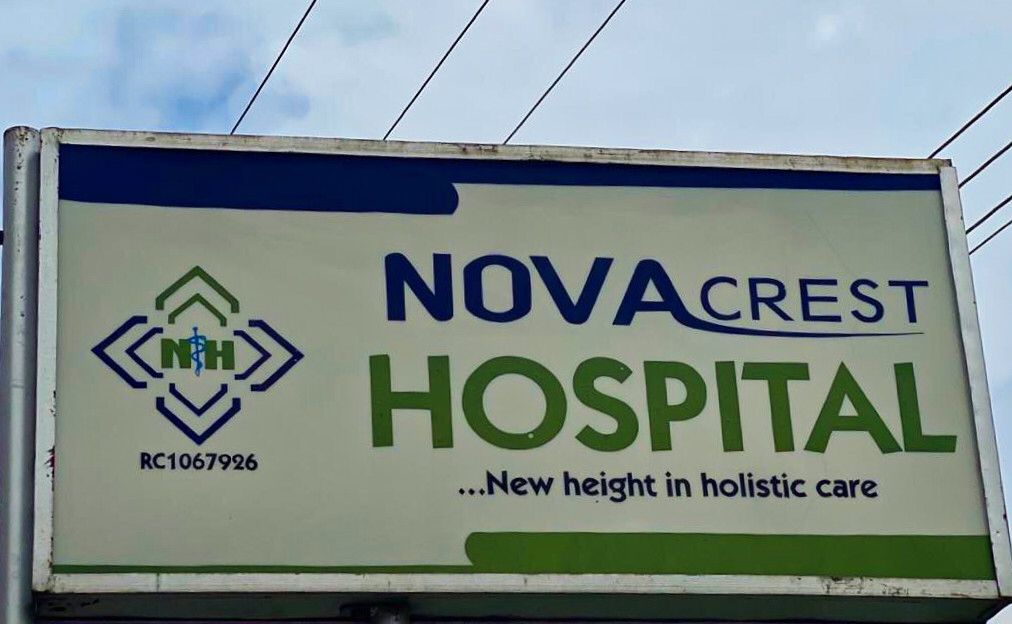 NOVACREST
HOSPITAL
...New height in holistic care
NH
RC1067926